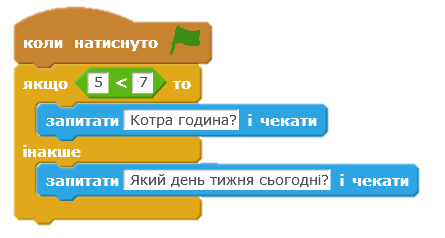 коли натиснуто
якщо 5 < 7 то
запитати Котра година? і чекати
інакше
запитати Який день тижня сьогодні? і чекати